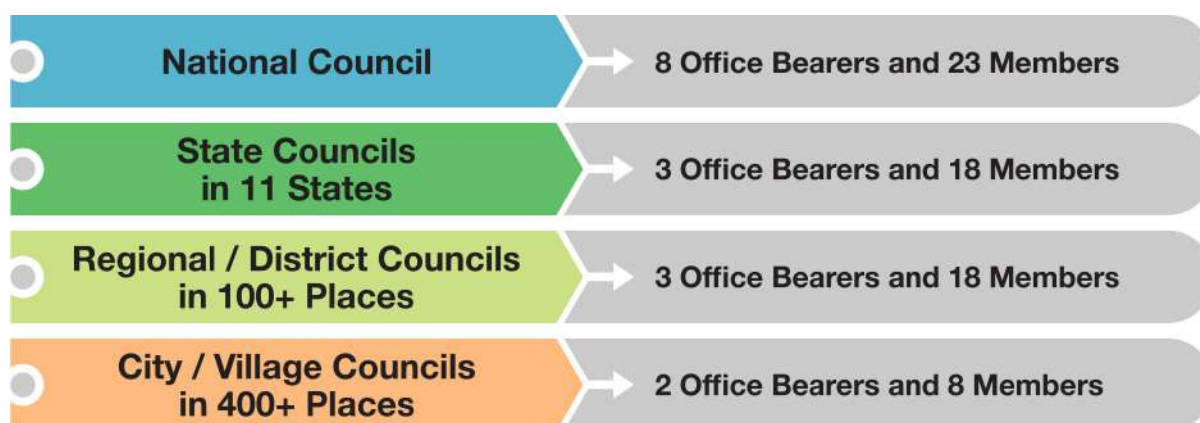 National Council
8 Office Bearers and 23 Members
State Councils
in 11 States
3 Office Bearers and 18 Members
Regional / District Councils
in 100+ Places
3 Office Bearers and 18 Members
City / Village Councils
in 400+ Places
2 Office Bearers and 8 Members